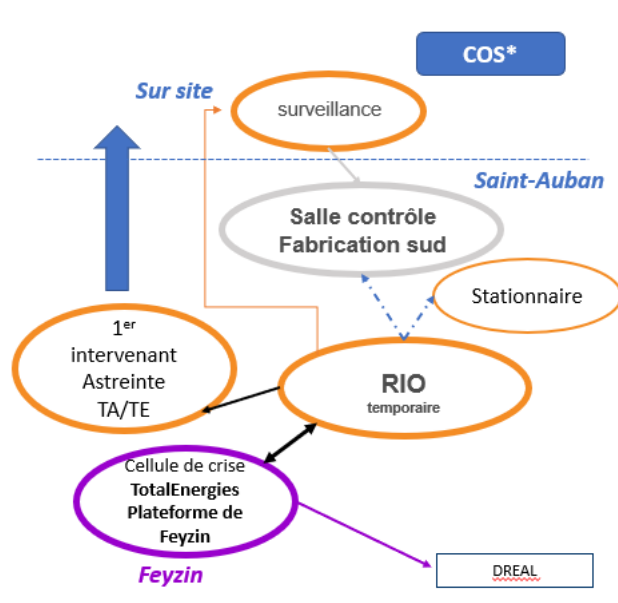 COS*
Sur site
surveillance
Saint-Auban
Salle contrôle
Fabrication sud
Stationnaire
1er
intervenant
Astreinte
TA/TE
RIO
temporaire
Cellule de crise
TotalEnergies
Plateforme de
Feyzin
Feyzin
DREAL